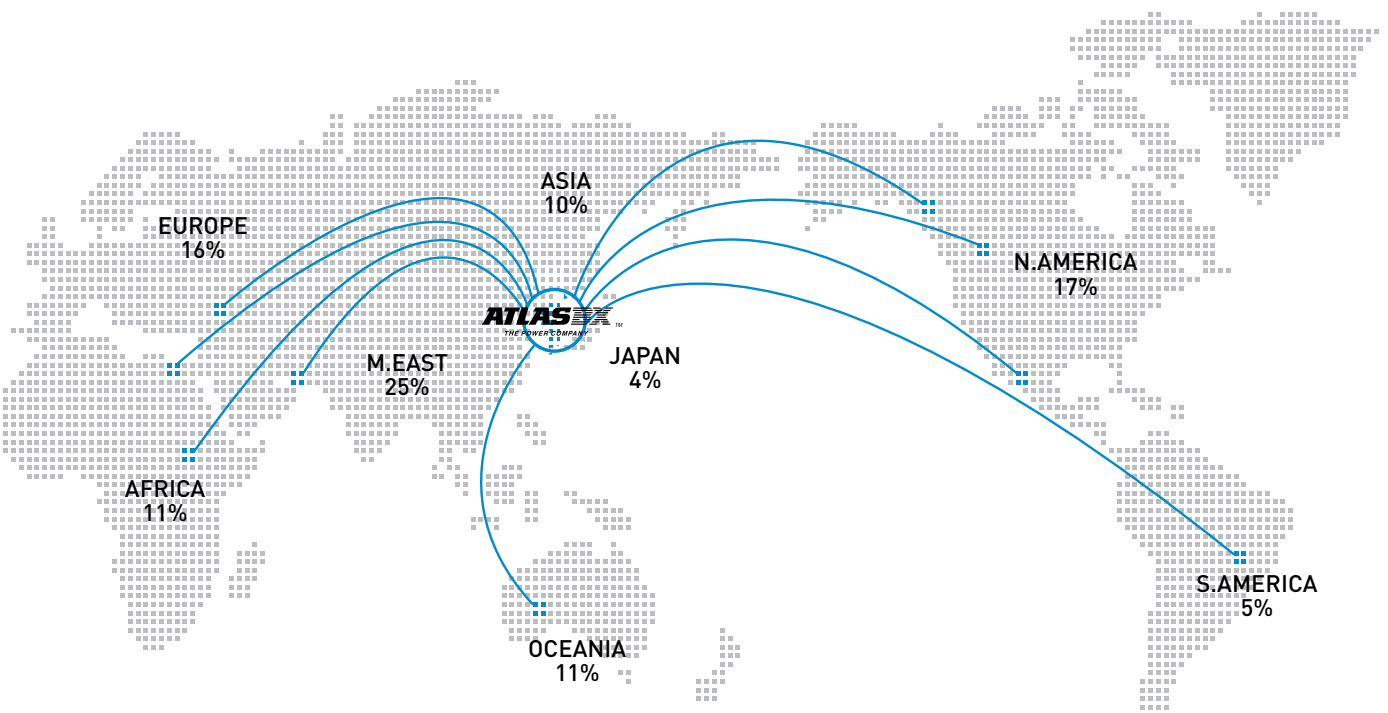 ASIA
10%
EUROPE
16%
N.AMERICA
17%
ATLASBX TM
THE POWER COMPANY
JAPAN
4%
M.EAST
25%
AFRICA
11%
S.AMERICA
5%
OCEANIA
11%